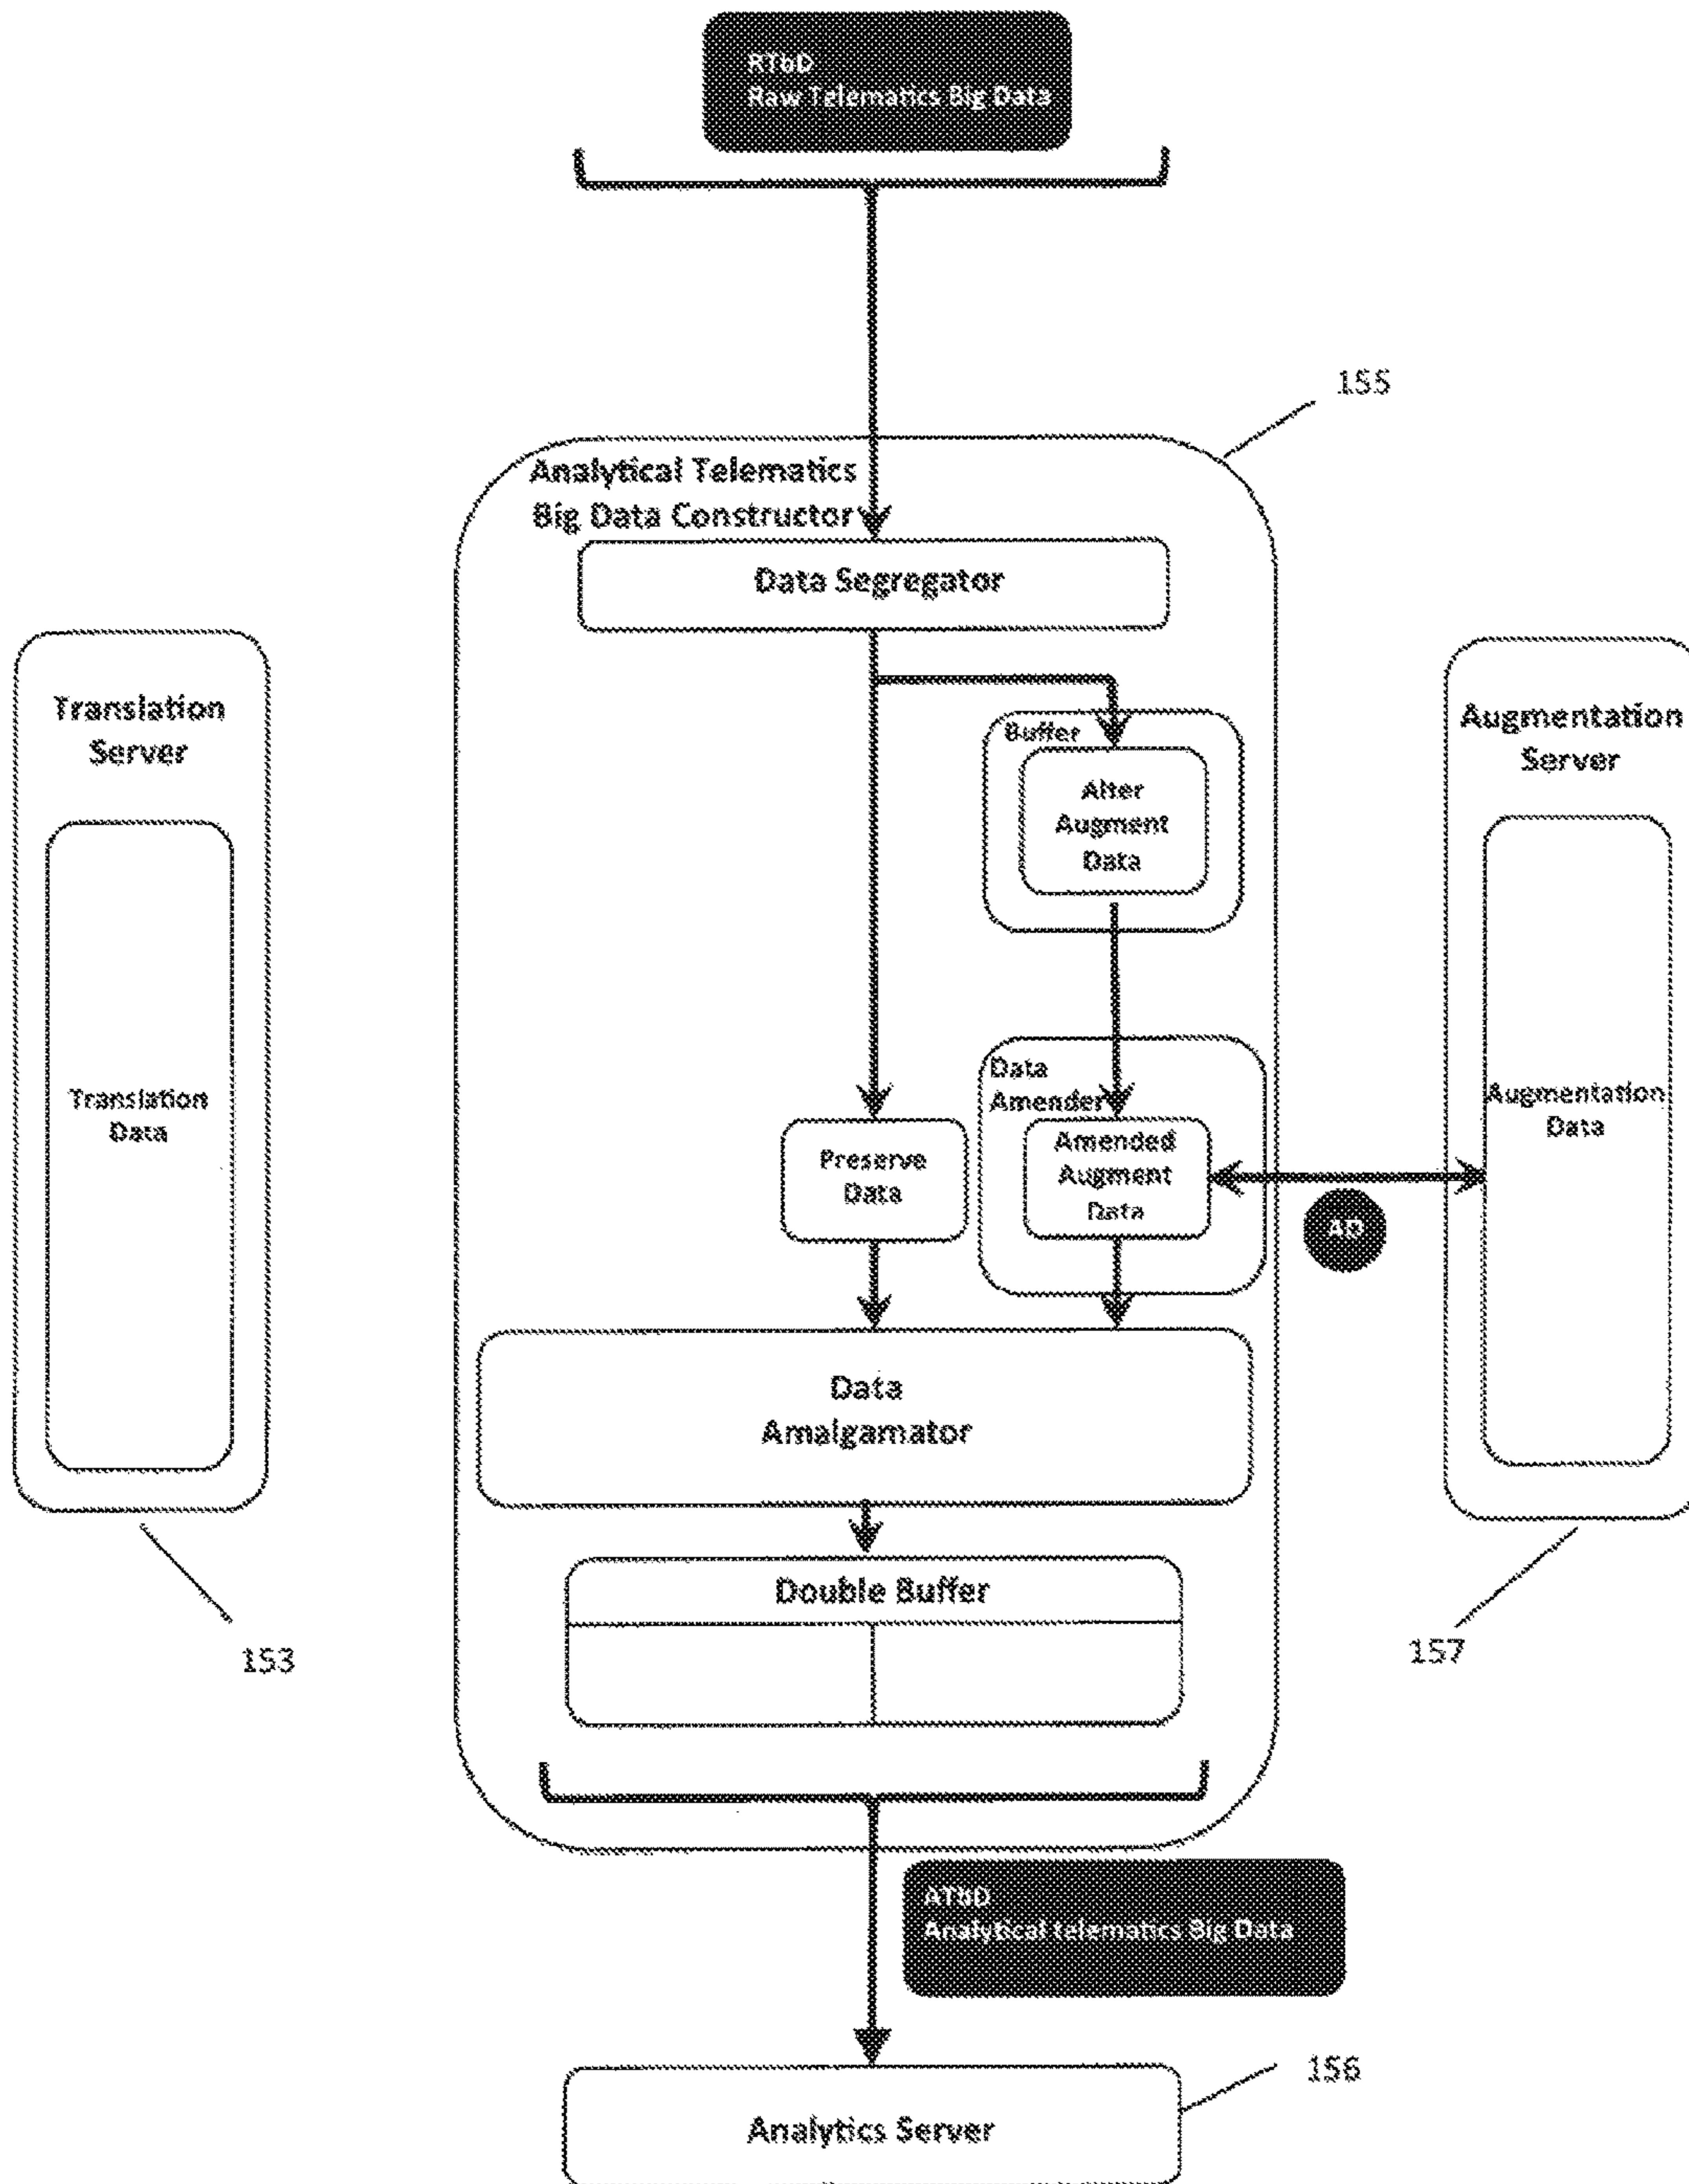 RTbD
Raw Telematics Big Data
155
Analytical Telematics
Big Data Constructor
Data Segregator
Translation
Server
Buffer
Augmentation
Server
Alter
Augment
Data
Data
Amender
Translation
Data
Preserve
Data
Amended
Augment
Data
Augmentation
Data
AD
Data
Amalgamator
Double Buffer
153
157
ATbD
Analytical telematics Big Data
156
Analytics Server